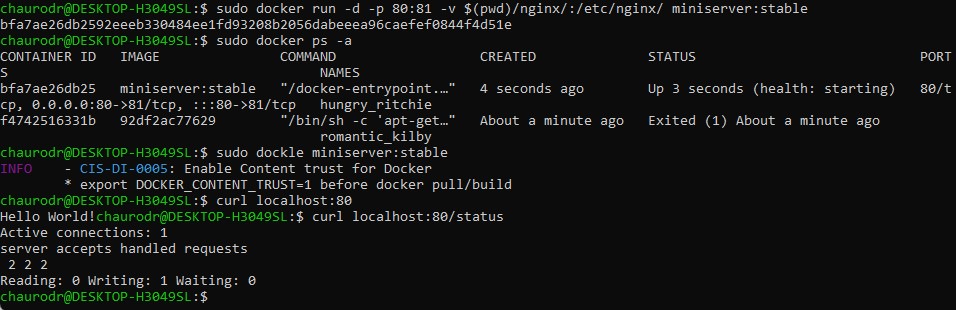 chaurodr@DESKTOP-H3049SL:$ sudo docker run -d -p 80:81 -v $(pwd)/nginx/:/etc/nginx/ miniserver:stable
bfa7ae26db2592eeeb330484ee1fd93208b2056dabeeea96caefef0844f4d51e
chaurodr@DESKTOP-H3049SL:$ sudo docker ps -a
CONTAINER ID   IMAGE               COMMAND                  CREATED              STATUS                            PORT
S                                          NAMES
bfa7ae26db25   miniserver:stable   "/docker-entrypoint.…"   4 seconds ago        Up 3 seconds (health: starting)   80/t
cp, 0.0.0.0:80->81/tcp, :::80->81/tcp   hungry_ritchie
f4742516331b   92df2ac77629        "/bin/sh -c 'apt-get…"   About a minute ago   Exited (1) About a minute ago
                                           romantic_kilby
chaurodr@DESKTOP-H3049SL:$ sudo dockle miniserver:stable
INFO    - CIS-DI-0005: Enable Content trust for Docker
        * export DOCKER_CONTENT_TRUST=1 before docker pull/build
chaurodr@DESKTOP-H3049SL:$ curl localhost:80
Hello World!chaurodr@DESKTOP-H3049SL:$ curl localhost:80/status
Active connections: 1
server accepts handled requests
 2 2 2
Reading: 0 Writing: 1 Waiting: 0
chaurodr@DESKTOP-H3049SL:$